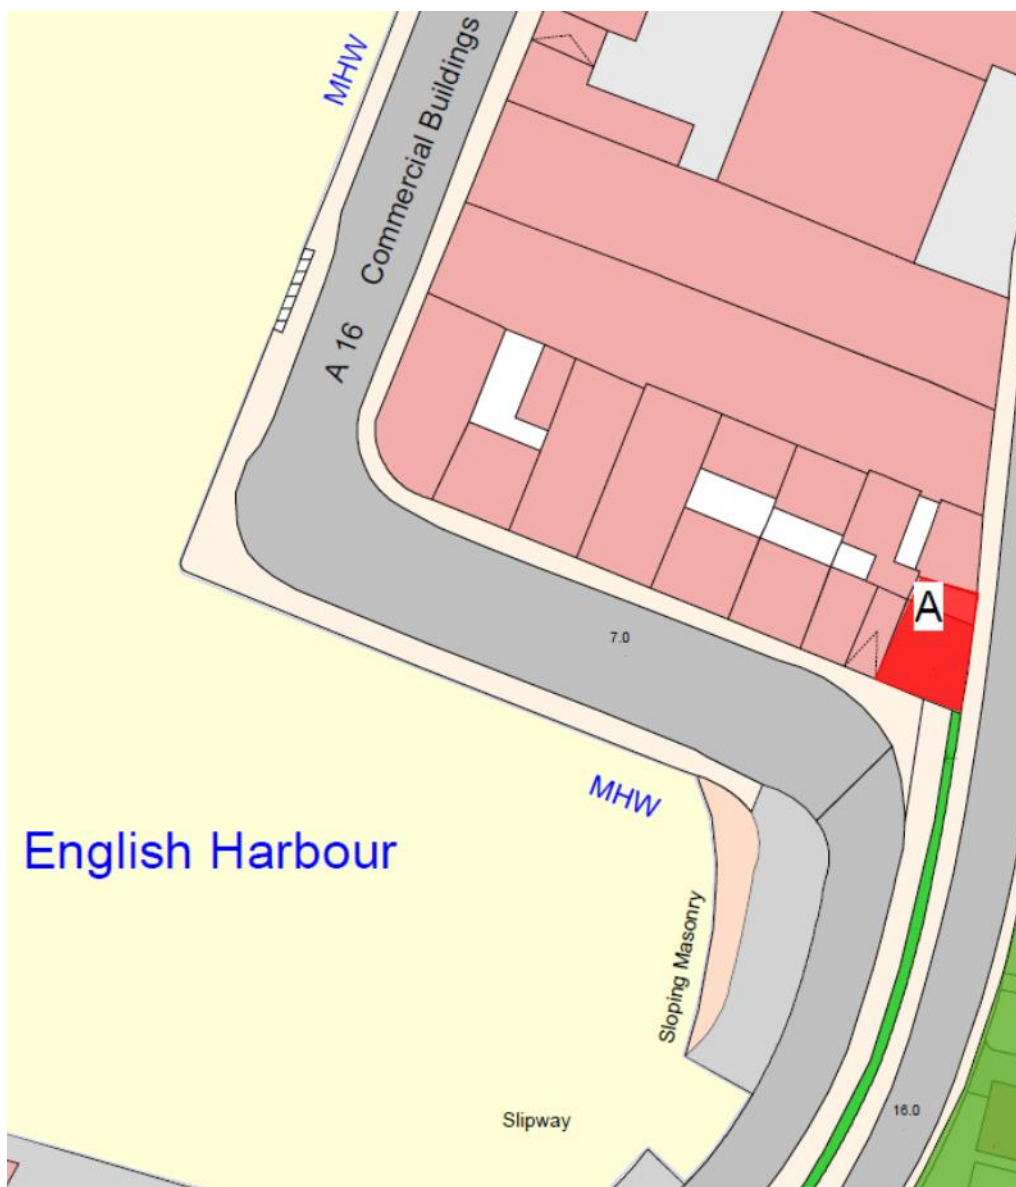 MHW
Commercial Buildings
A 16
A
7.0
MHW
English Harbour
Sloping Masonry
Slipway
16.0